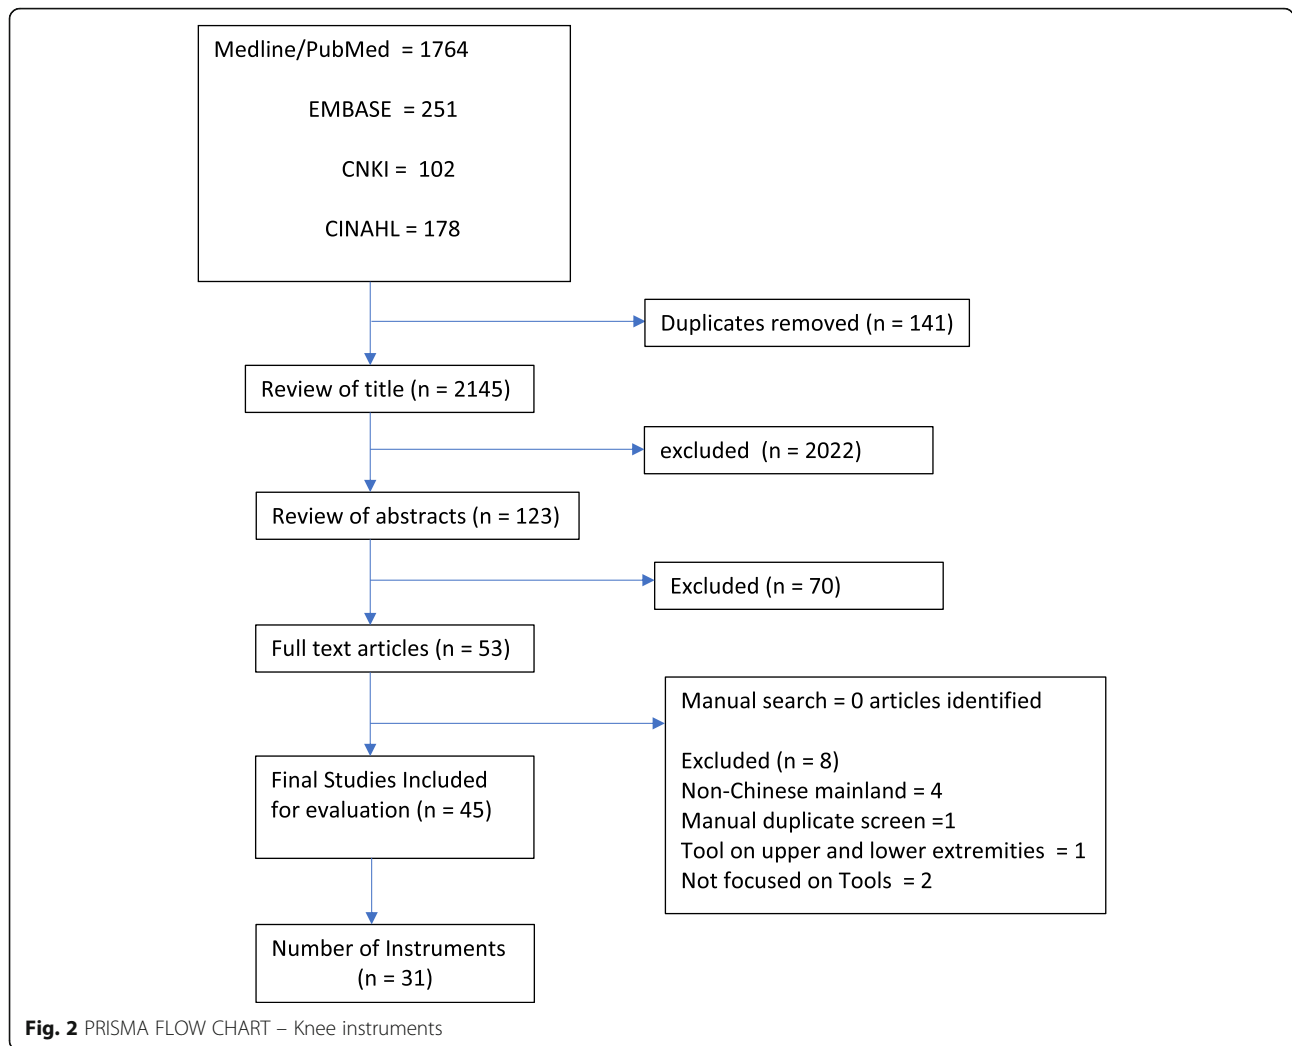 Medline/PubMed = 1764
EMBASE = 251
CNKI = 102
CINAHL = 178
Duplicates removed (n = 141)
Review of title (n = 2145)
excluded (n = 2022)
Review of abstracts (n = 123)
Excluded (n = 70)
Full text articles (n = 53)
Manual search = 0 articles identified
Excluded (n = 8)
Non-Chinese mainland = 4
Manual duplicate screen =1
Tool on upper and lower extremities = 1
Not focused on Tools = 2
Final Studies Included
for evaluation (n = 45)
Number of Instruments
(n = 31)
Fig. 2 PRISMA FLOW CHART – Knee instruments